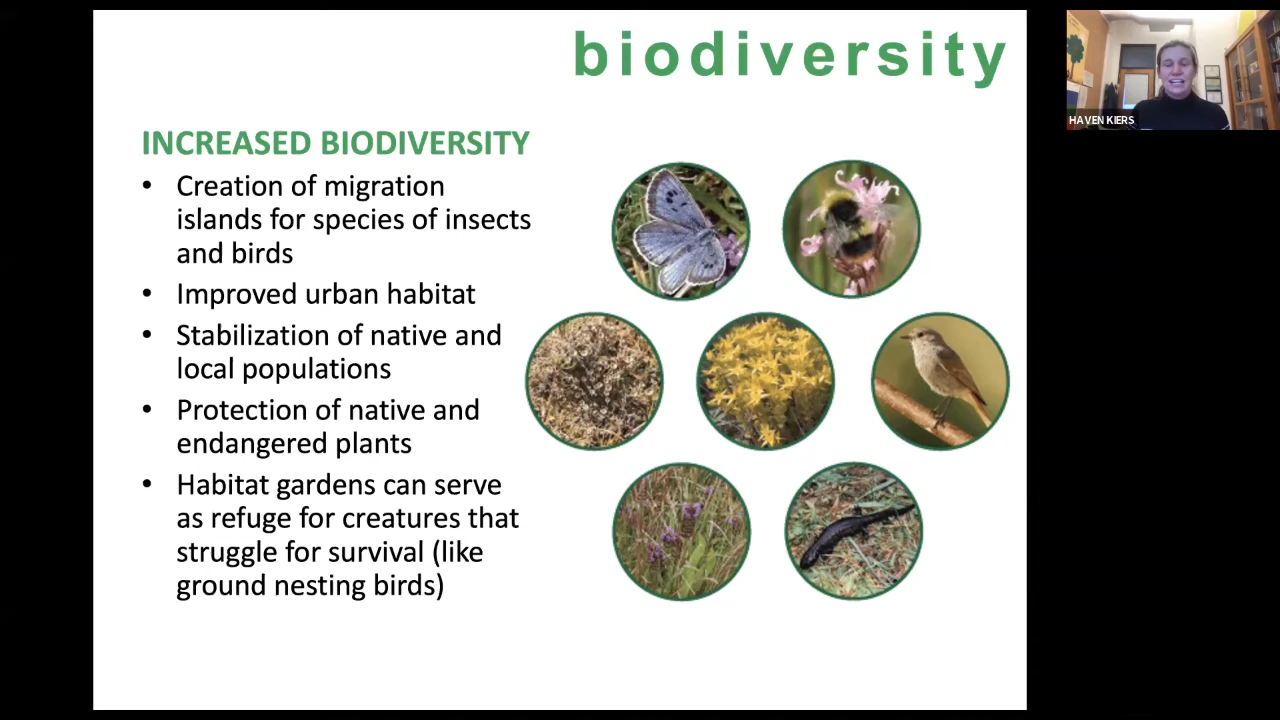 biodiversity
HAVEN KIERS
INCREASED BIODIVERSITY
• Creation of migration
islands for species of insects
and birds
• Improved urban habitat
• Stabilization of native and
local populations
• Protection of native and
endangered plants
• Habitat gardens can serve
as refuge for creatures that
struggle for survival (like
ground nesting birds)